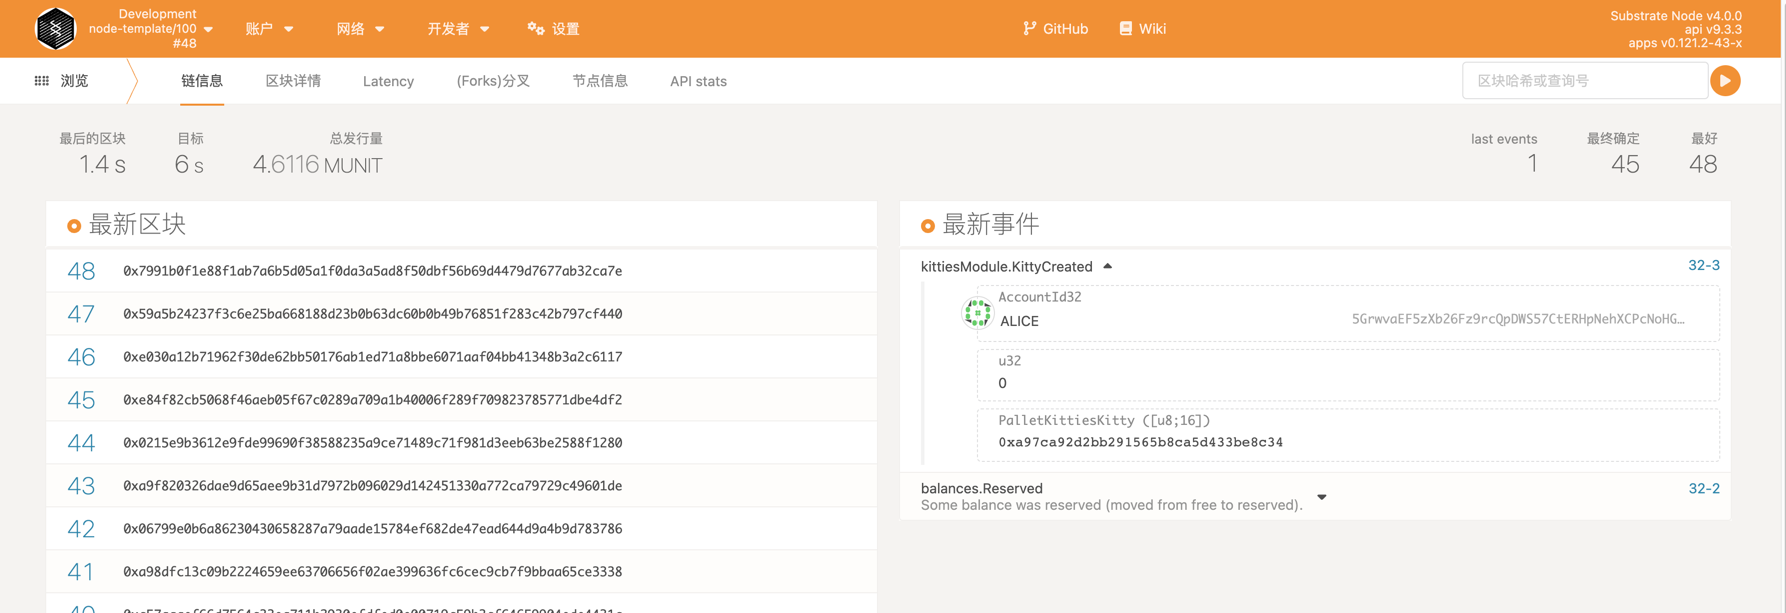 Development
node-template/100
#48
账户
网络
开发者
设置
GitHub
Wiki
Substrate Node v4.0.0
api v9.3.3
apps v0.121.2-43-x
浏览
链信息
区块详情
Latency
(Forks)分叉
节点信息
API stats
区块哈希或查询号
最后的区块
1.4 s
目标
6 s
总发行量
4.6116 MUNIT
last events
1
最终确定
45
最好
48
最新区块
48 0x7991b0f1e88f1ab7a6b5d05a1f0da3a5ad8f50dbf56b69d4479d7677ab32ca7e
47 0x59a5b24237f3c6e25ba668188d23b0b63dc60b0b49b76851f283c42b797cf440
46 0xe030a12b71962f30de62bb50176ab1ed71a8bbe6071aaf04bb41348b3a2c6117
45 0xe84f82cb5068f46aeb05f67c0289a709a1b40006f289f709823785771dbe4df2
44 0x0215e9b3612e9fde99690f38588235a9ce71489c71f981d3eeb63be2588f1280
43 0xa9f820326dae9d65aee9b31d7972b096029d142451330a772ca79729c49601de
42 0x06799e0b6a86230430658287a79aade15784ef682de47ead644d9a4b9d783786
41 0xa98dfc13c09b2224659ee63706656f02ae399636fc6cec9cb7f9bbaa65ce3338
最新事件
kittiesModule.KittyCreated 32-3
AccountId32
ALICE 5GrwvaEF5zXb26Fz9rcQpDWS57CtERHpNehXCPcNoHG…
u32
0
PalletKittiesKitty ([u8;16])
0xa97ca92d2bb291565b8ca5d433be8c34
balances.Reserved 32-2
Some balance was reserved (moved from free to reserved).